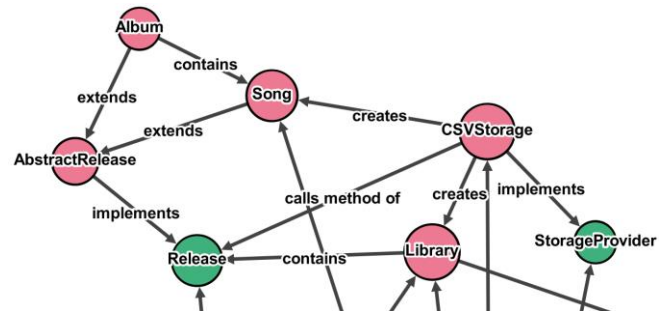 Album
contains
Song
extends
creates
CSVStorage
extends
AbstractRelease
implements
calls method of
creates
implements
StorageProvider
Release
contains
Library